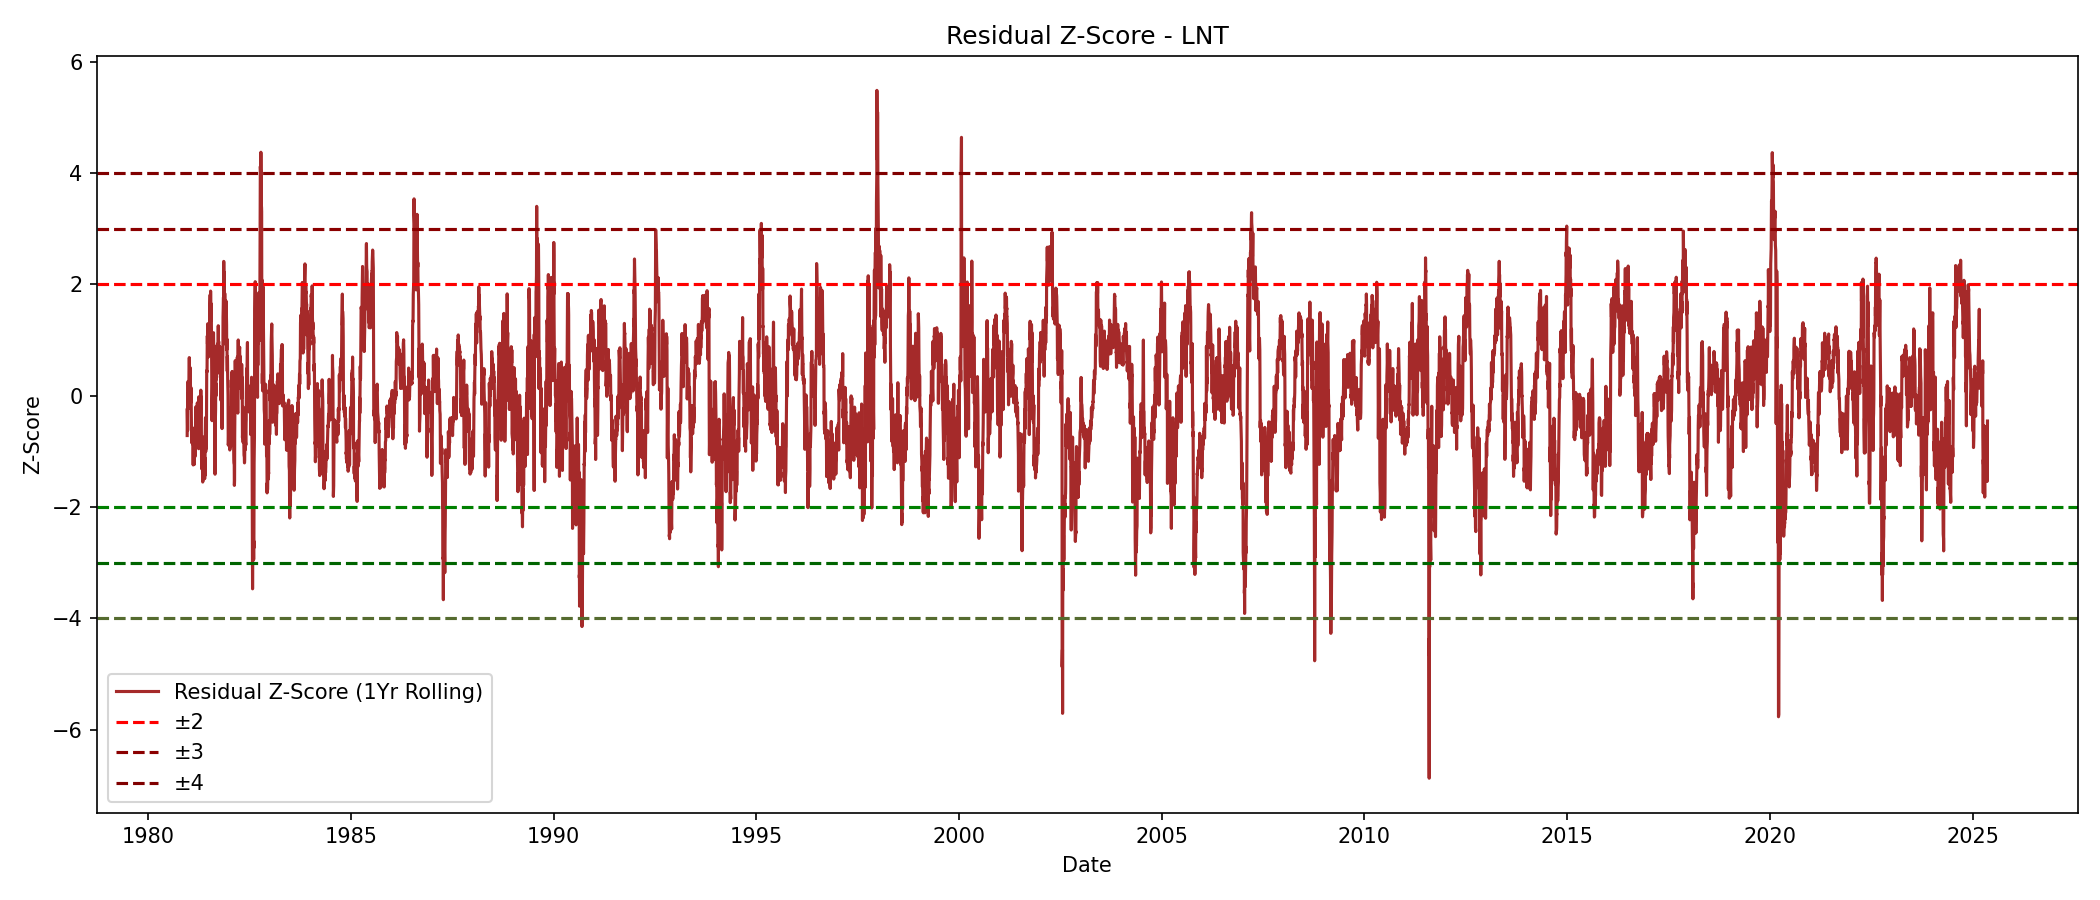 Residual Z-Score - LNT
6
4
2
0
−2
−4
−6
Z-Score
Residual Z-Score (1Yr Rolling)
±2
±3
±4
1980 1985 1990 1995 2000 2005 2010 2015 2020 2025
Date